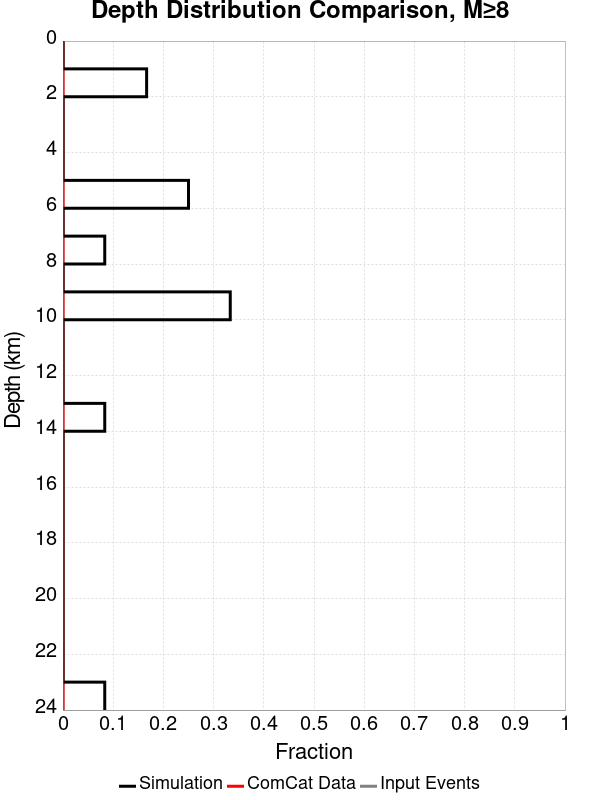 Depth Distribution Comparison, M≥8
0
2
4
6
8
10
12
14
16
18
20
22
24
Depth (km)
0 0.1 0.2 0.3 0.4 0.5 0.6 0.7 0.8 0.9 1
Fraction
Simulation ComCat Data Input Events